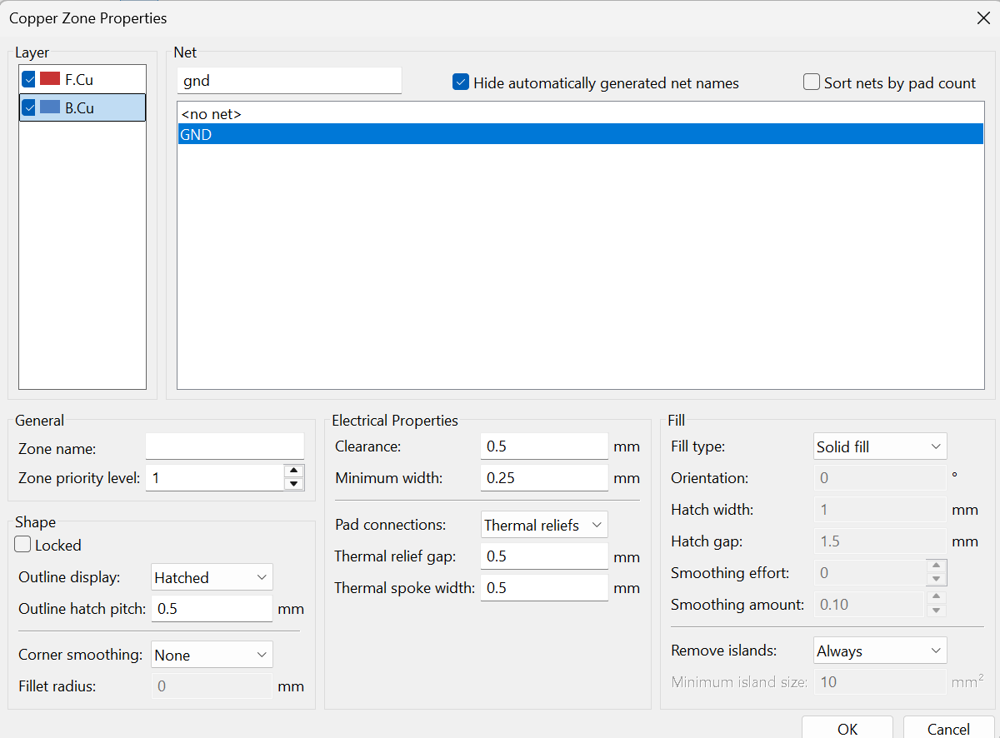 Copper Zone Properties
Layer
F.Cu
B.Cu
Net
gnd
Hide automatically generated net names
Sort nets by pad count
<no net>
GND
General
Zone name:
Zone priority level: 1
Shape
Locked
Outline display: Hatched
Outline hatch pitch: 0.5 mm
Corner smoothing: None
Fillet radius: 0 mm
Electrical Properties
Clearance: 0.5 mm
Minimum width: 0.25 mm
Pad connections: Thermal reliefs
Thermal relief gap: 0.5 mm
Thermal spoke width: 0.5 mm
Fill
Fill type: Solid fill
Orientation: 0 °
Hatch width: 1 mm
Hatch gap: 1.5 mm
Smoothing effort: 0
Smoothing amount: 0.10
Remove islands: Always
Minimum island size: 10 mm²
OK Cancel